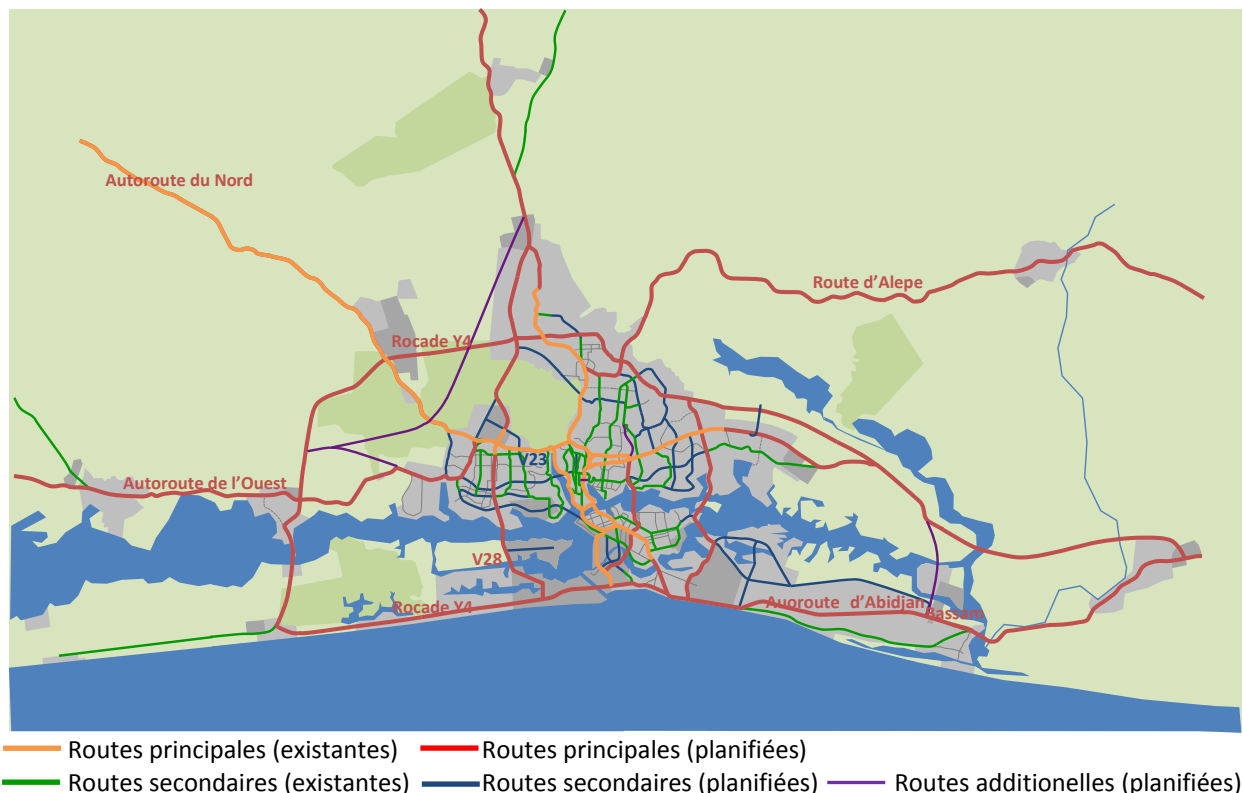 Autoroute du Nord
Route d'Alepe
Rocade Y4
V23
Autoroute de l'Ouest
V28
Rocade Y4
Auoroute d'Abidjan
Bassam
Routes principales (existantes)
Routes principales (planifiées)
Routes secondaires (existantes)
Routes secondaires (planifiées)
Routes additionelles (planifiées)